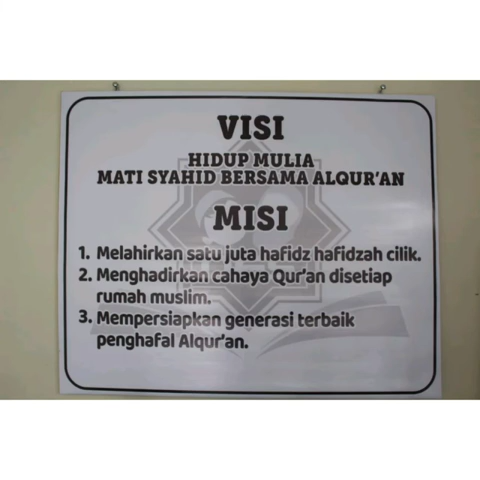 VISI
HIDUP MULIA
MATI SYAHID BERSAMA ALQUR'AN
MISI
1. Melahirkan satu juta hafidz hafidzah cilik.
2. Menghadirkan cahaya Qur'an disetiap
rumah muslim.
3. Mempersiapkan generasi terbaik
penghafal Alqur'an.